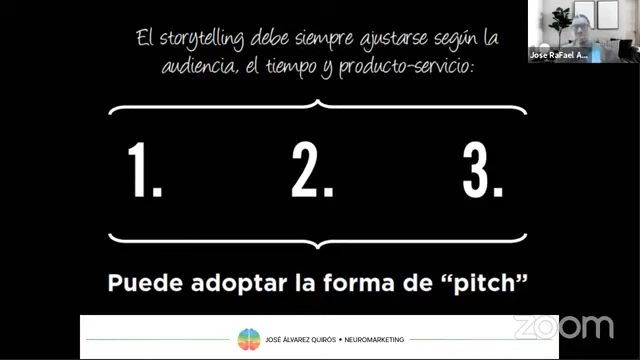 El storytelling debe siempre ajustarse según la
audiencia, el tiempo y producto-servicio:
Jose RaFael A...
1. 2. 3.
Puede adoptar la forma de “pitch”
JOSÉ ÁLVAREZ QUIRÓS • NEUROMARKETING
zoom